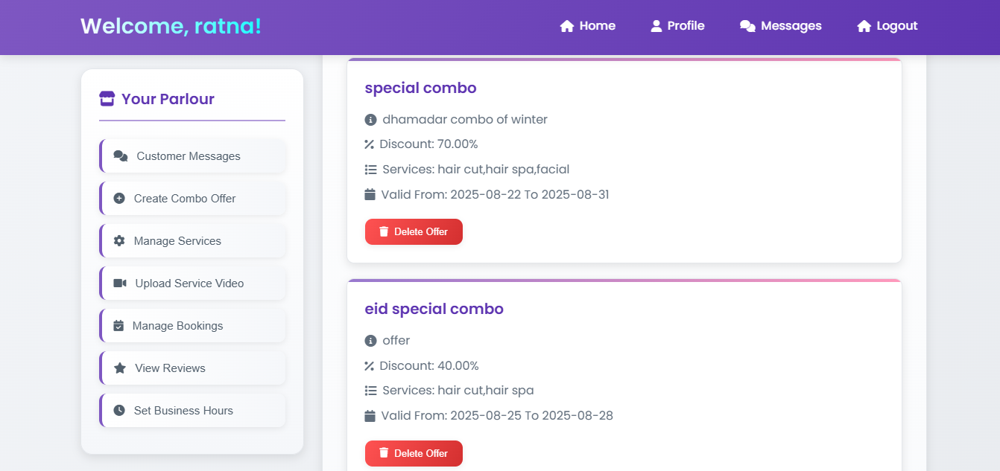 Welcome, ratna!
Home
Profile
Messages
Logout
Your Parlour
Customer Messages
Create Combo Offer
Manage Services
Upload Service Video
Manage Bookings
View Reviews
Set Business Hours
special combo
dhamadar combo of winter
Discount: 70.00%
Services: hair cut,hair spa,facial
Valid From: 2025-08-22 To 2025-08-31
Delete Offer
eid special combo
offer
Discount: 40.00%
Services: hair cut,hair spa
Valid From: 2025-08-25 To 2025-08-28
Delete Offer